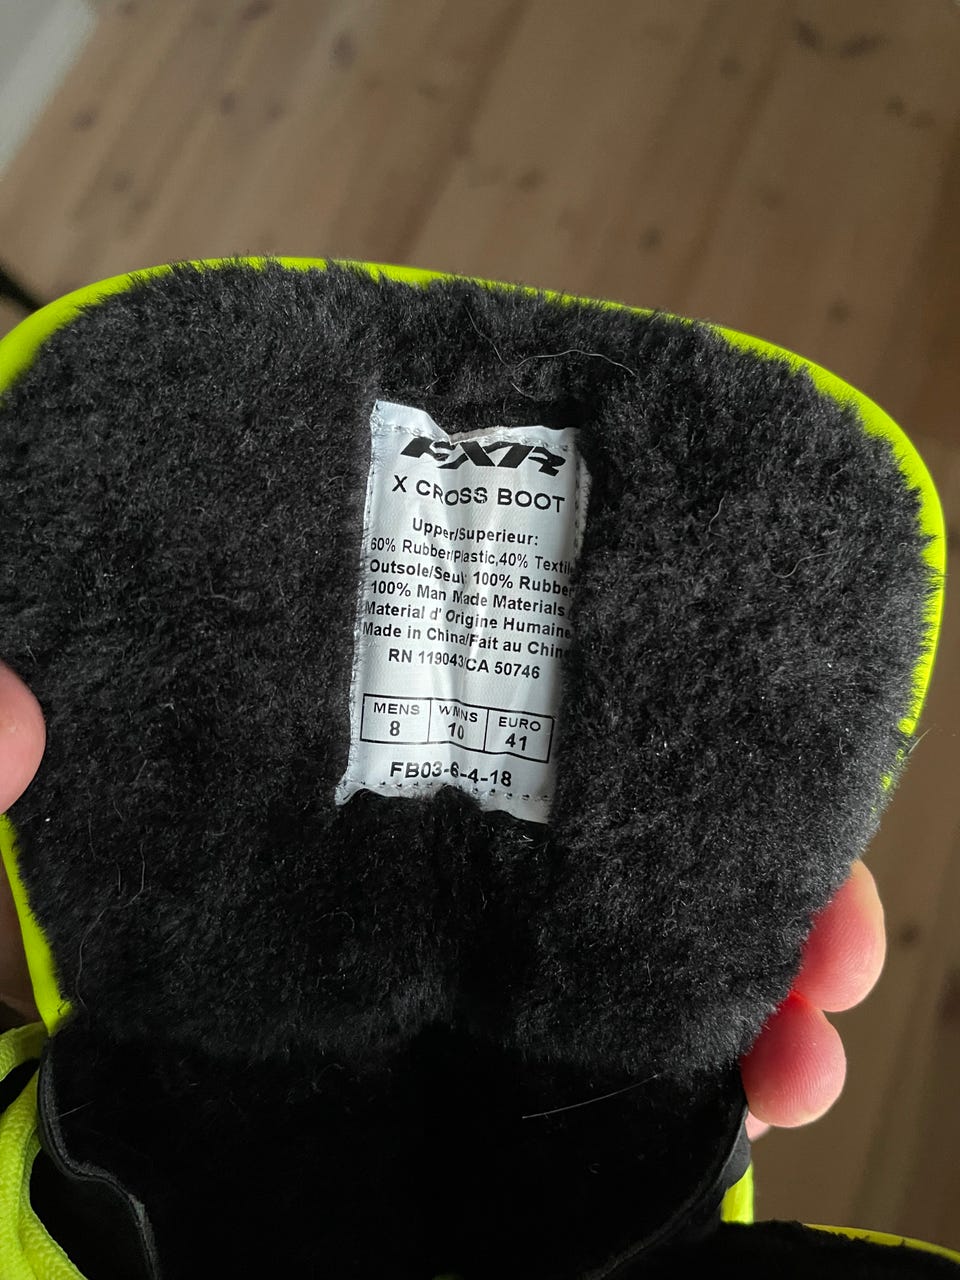 FXR
X CROSS BOOT
Upper/Superieur:
60% Rubber/Plastic,40% Textile
Outsole/Seul: 100% Rubber
100% Man Made Materials
Material d' Origine Humaine
Made in China/Fait au Chine
RN 119043/CA 50746
MENS WMNS EURO
8 10 41
FB03-6-4-18